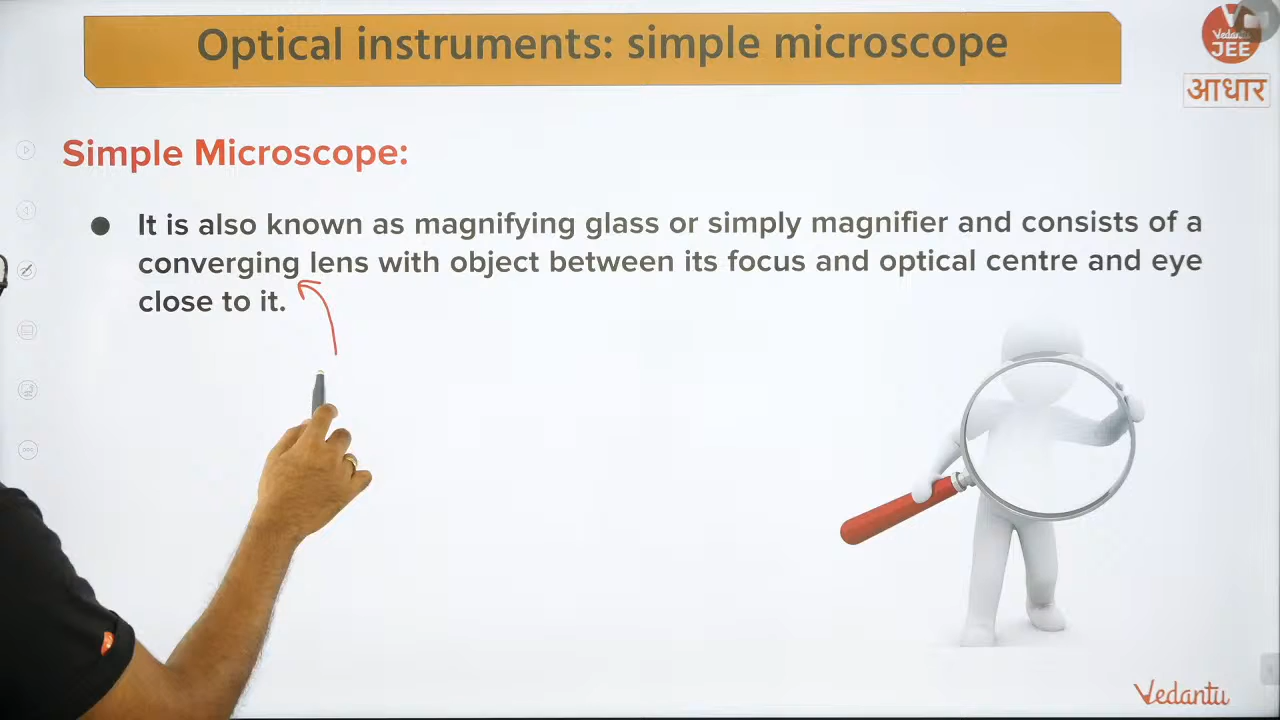 Optical instruments: simple microscope
Vedantu
JEE
आधार
Simple Microscope:
It is also known as magnifying glass or simply magnifier and consists of a
converging lens with object between its focus and optical centre and eye
close to it.
Vedantu